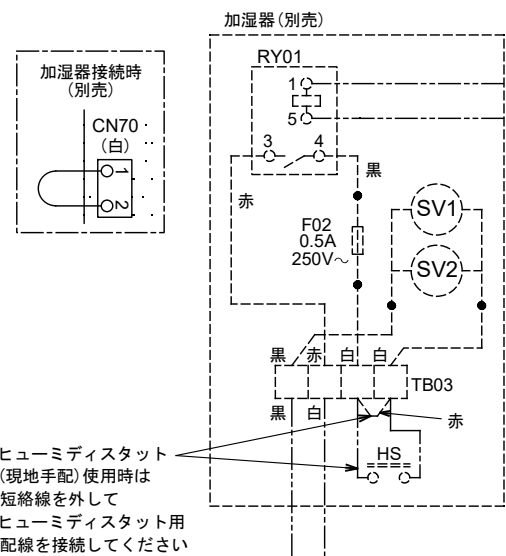 加湿器(別売)
加湿器接続時
(別売)
CN70
(白)
1
2
RY01
1
5
3
4
黒
赤
F02
0.5A
250V～
SV1
SV2
黒 赤 白 白
TB03
黒 白
赤
HS
ヒューミディスタット
(現地手配)使用時は
短絡線を外して
ヒューミディスタット用
配線を接続してください